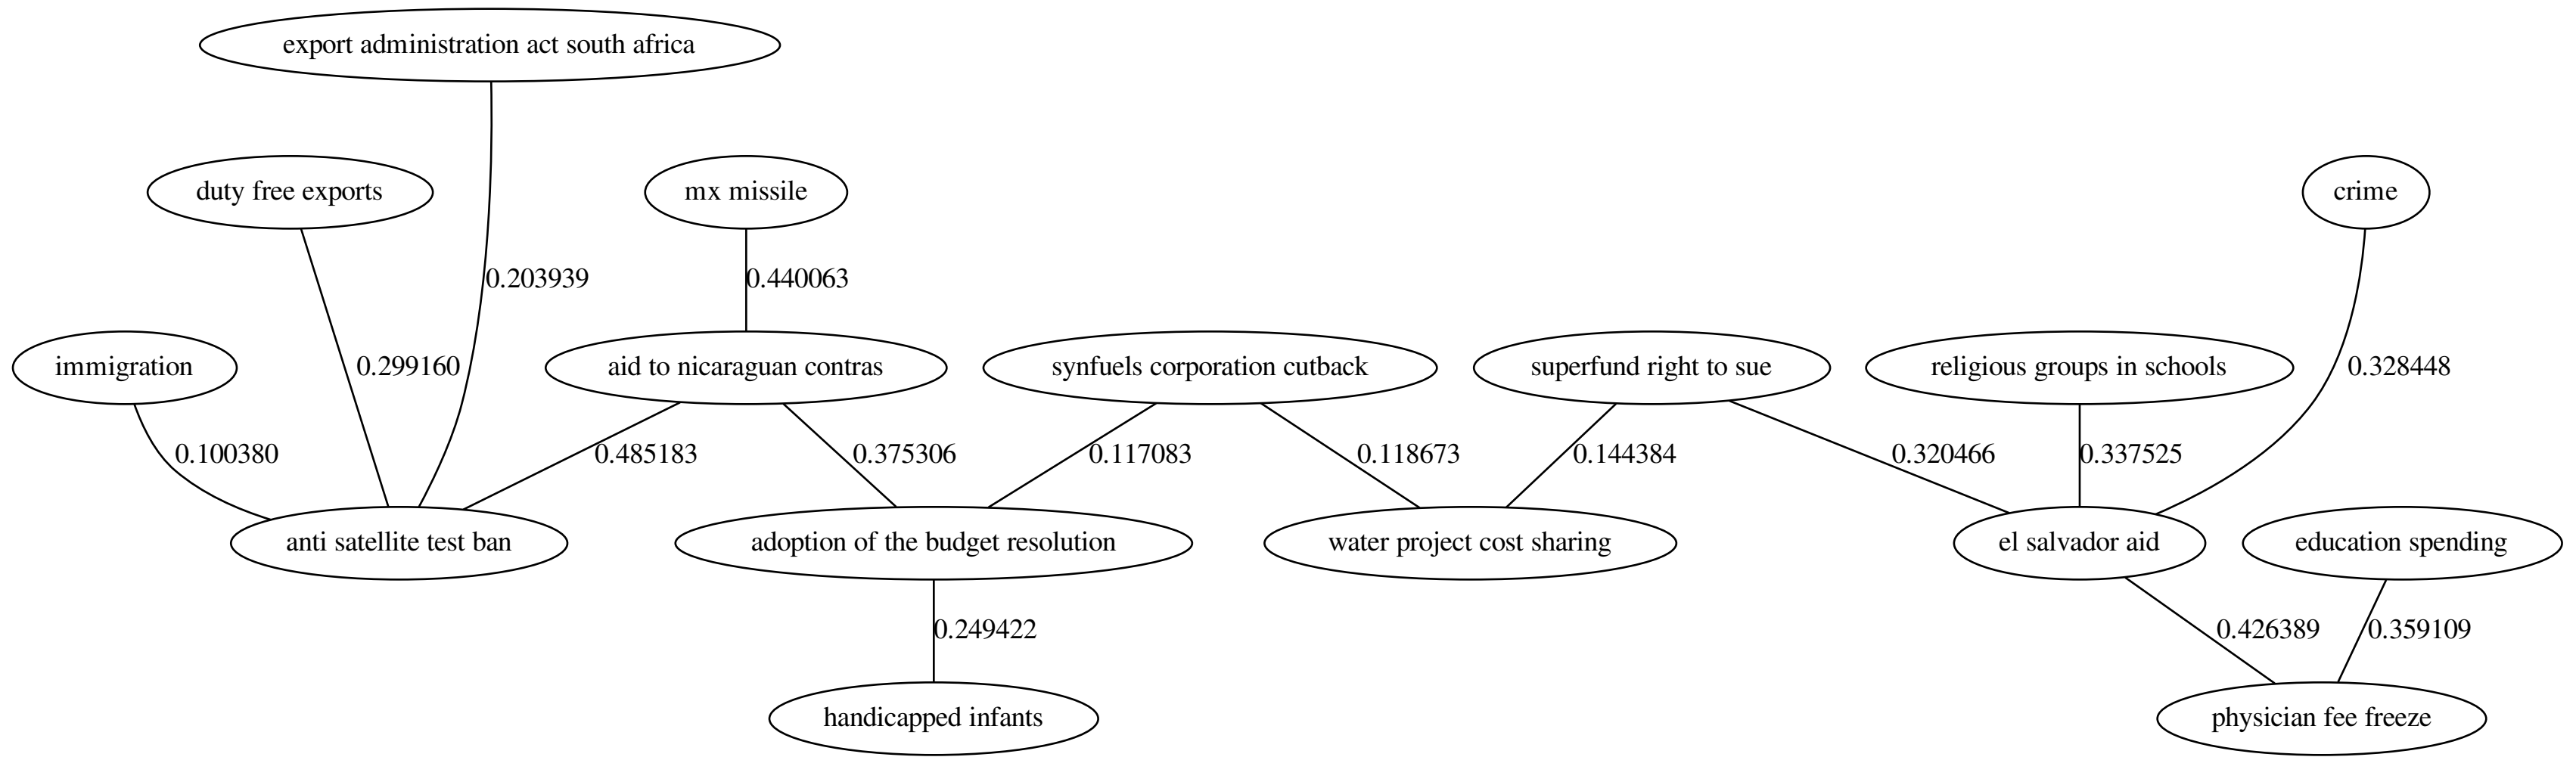 export administration act south africa
duty free exports
mx missile
crime
0.203939
0.440063
immigration
0.299160
aid to nicaraguan contras
synfuels corporation cutback
superfund right to sue
religious groups in schools
0.328448
0.100380
0.485183
0.375306
0.117083
0.118673
0.144384
0.320466
0.337525
anti satellite test ban
adoption of the budget resolution
water project cost sharing
el salvador aid
education spending
0.249422
0.426389
0.359109
handicapped infants
physician fee freeze